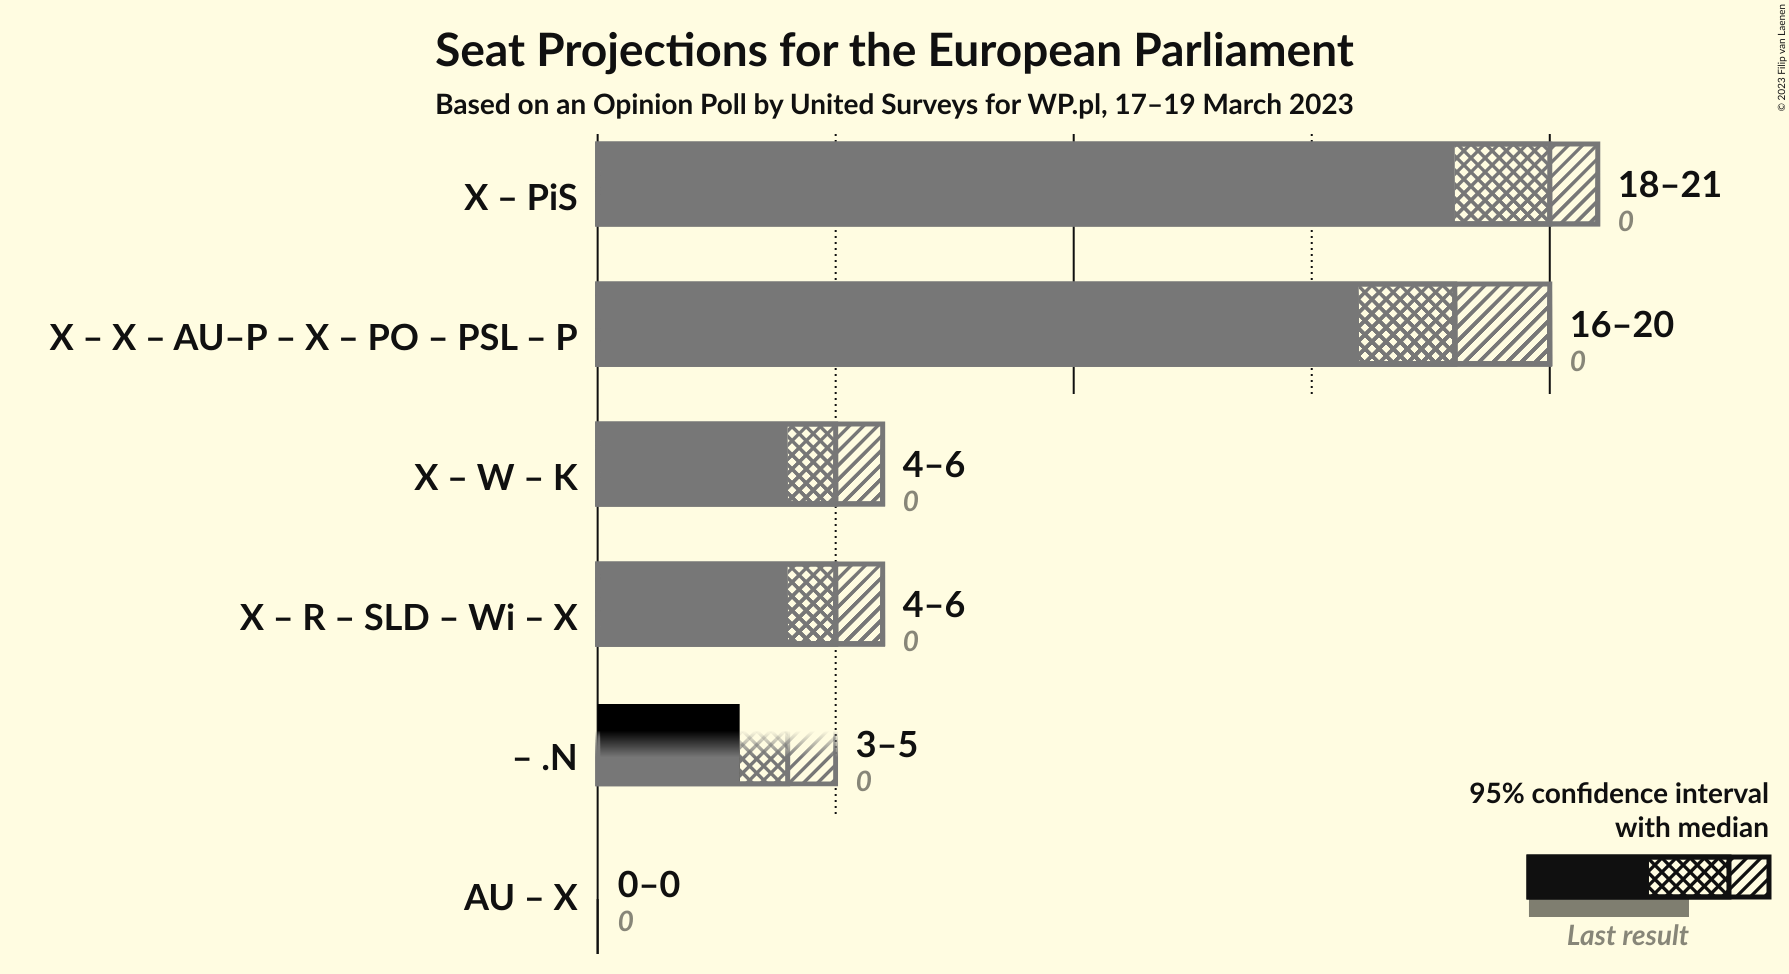 Seat Projections for the European Parliament
Based on an Opinion Poll by United Surveys for WP.pl, 17–19 March 2023
© 2023 Filip van Laenen
X – PiS
18–21
0
X – X – AU–P – X – PO – PSL – P
16–20
0
X – W – K
4–6
0
X – R – SLD – Wi – X
4–6
0
– .N
3–5
0
AU – X
0–0
0
95% confidence interval
with median
Last result